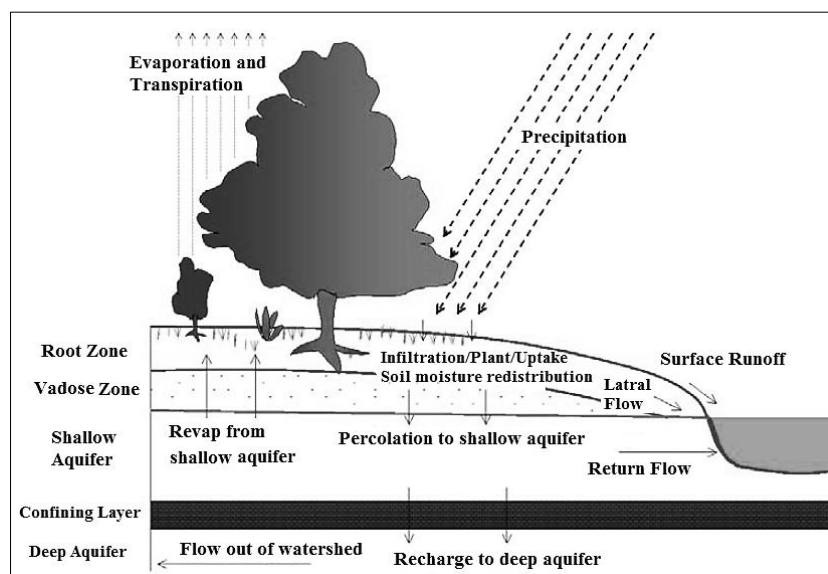 Evaporation and
Transpiration
Precipitation
Root Zone
Infiltration/Plant/Uptake
Soil moisture redistribution
Surface Runoff
Vadose Zone
Latral
Flow
Shallow
Aquifer
Revap from
shallow aquifer
Percolation to shallow aquifer
Return Flow
Confining Layer
Deep Aquifer
Flow out of watershed
Recharge to deep aquifer